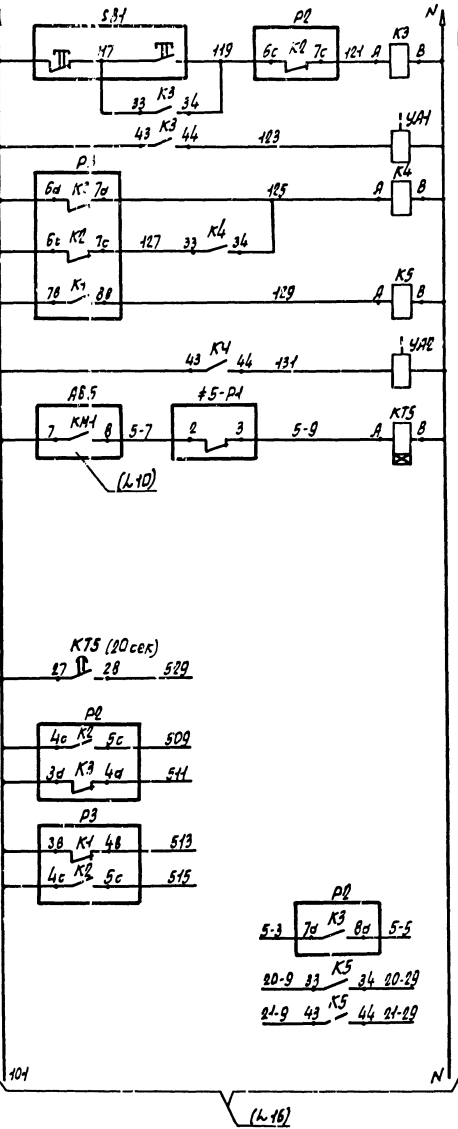 SB1 P2 N
117 119 6c K2 7c 121 A K3 B
33 K3 34
43 K3 44 123 YA1
P3
6d K3 7d 125 A K4 B
6c K2 7c 127 33 K4 34
7в K1 8в 129 A K5 B
43 K4 44 131 YA2
A6.5 ≠5-P1
7 KM1 8 5-7 2 3 5-9 A KT5 B
(L10)
KT5 (20 сек)
27 28 529
P2
4c K2 5c 509
3d K3 4d 511
P3
3в K1 4в 513
4c K2 5c 515
P2
5-3 7d K3 8d 5-5
20-9 33 K5 34 20-29
21-9 43 K5 44 21-29
101 N
(L16)